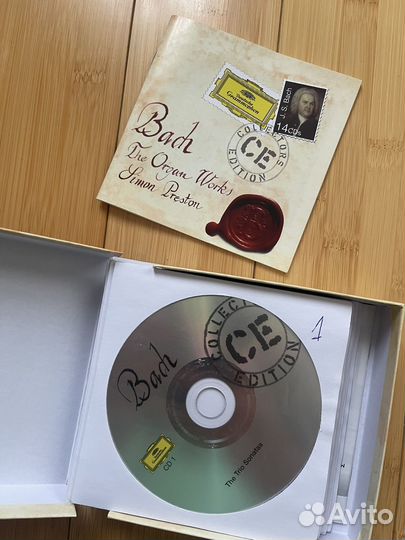 Deutsche
Grammophon
J. S. Bach
14 CDs
Bach
The Organ Works
Simon Preston
COLLECTORS
CE
EDITION
1
COLLECTORS
CE
EDITION
Bach
CD 1
The Trio Sonatas
Avito